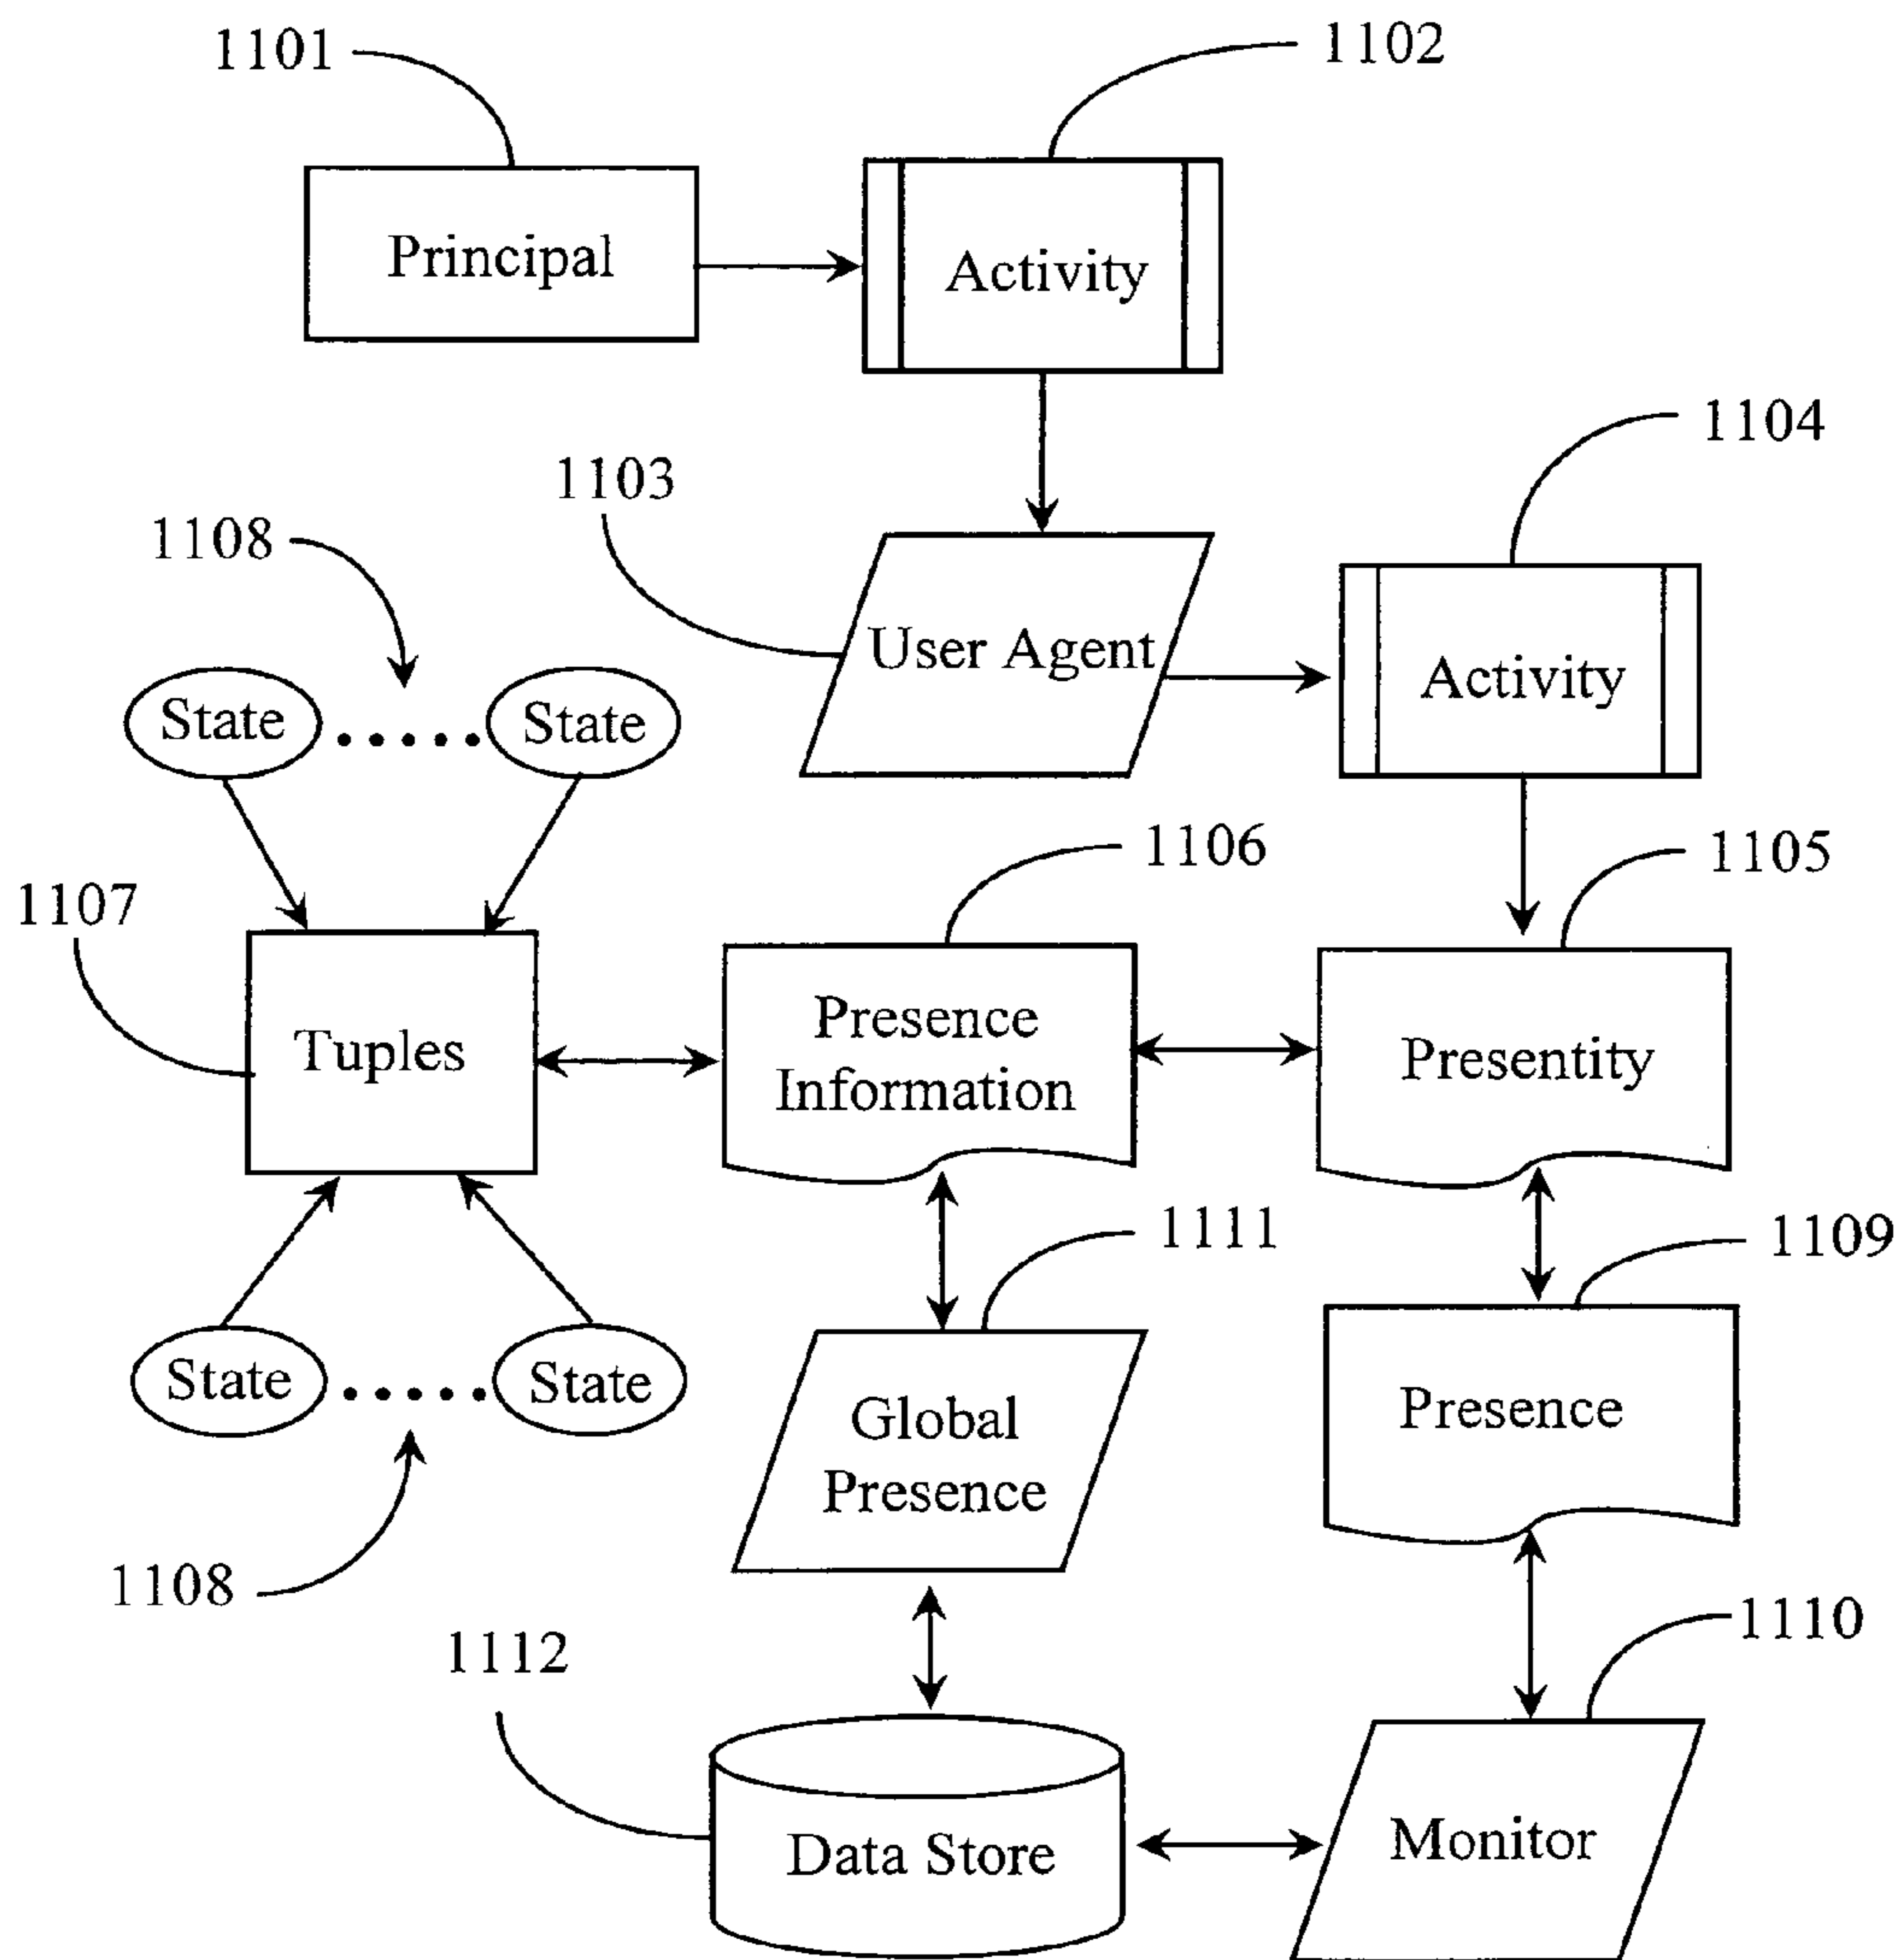 1101
1102
Principal
Activity
1103
1104
1108
User Agent
Activity
State
State
1106
1105
1107
Presence
Information
Tuples
Presentity
1111
1109
State
State
Global
Presence
Presence
1108
1112
1110
Data Store
Monitor